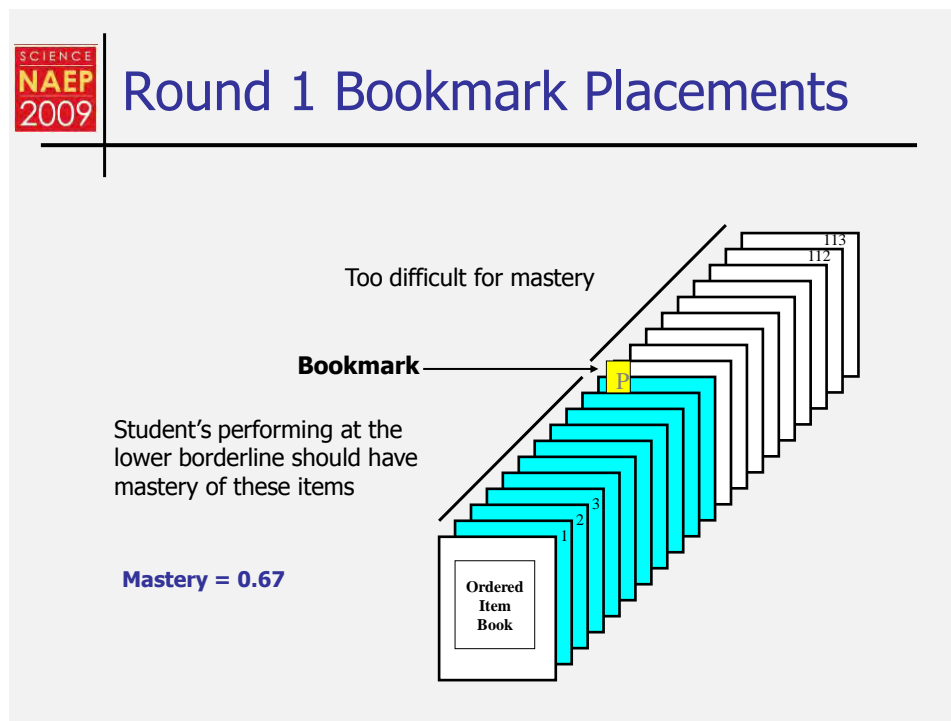 SCIENCE
NAEP
2009
Round 1 Bookmark Placements
113
112
Too difficult for mastery
Bookmark
P
Student’s performing at the
lower borderline should have
mastery of these items
3
2
1
Mastery = 0.67
Ordered
Item
Book